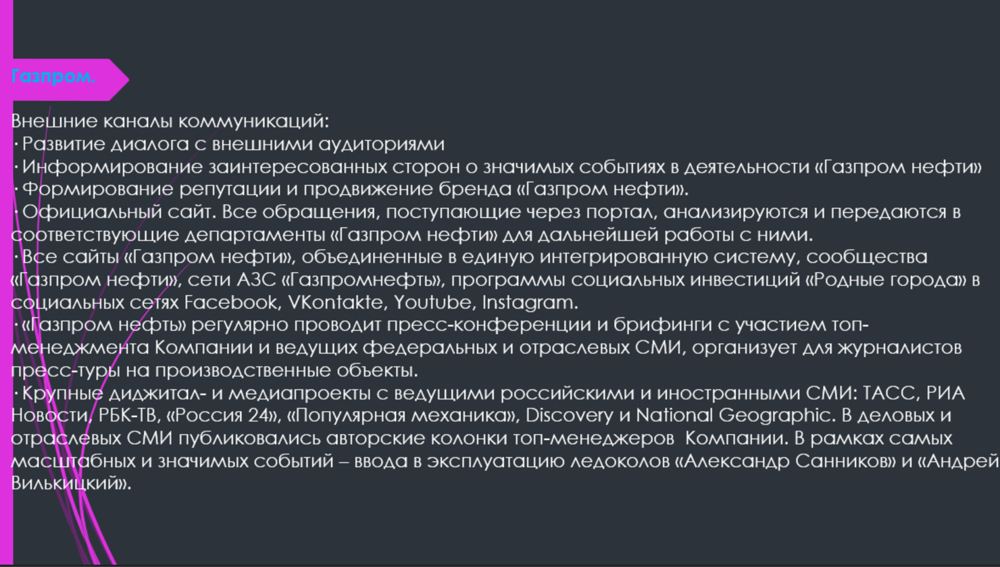 Газпром.
Внешние каналы коммуникаций:
· Развитие диалога с внешними аудиториями
· Информирование заинтересованных сторон о значимых событиях в деятельности «Газпром нефти»
· Формирование репутации и продвижение бренда «Газпром нефти».
· Официальный сайт. Все обращения, поступающие через портал, анализируются и передаются в
соответствующие департаменты «Газпром нефти» для дальнейшей работы с ними.
· Все сайты «Газпром нефти», объединенные в единую интегрированную систему, сообщества
«Газпром нефти», сети АЗС «Газпромнефть», программы социальных инвестиций «Родные города» в
социальных сетях Facebook, VKontakte, Youtube, Instagram.
· «Газпром нефть» регулярно проводит пресс-конференции и брифинги с участием топ-
менеджмента Компании и ведущих федеральных и отраслевых СМИ, организует для журналистов
пресс-туры на производственные объекты.
· Крупные диджитал- и медиапроекты с ведущими российскими и иностранными СМИ: ТАСС, РИА
Новости, РБК-ТВ, «Россия 24», «Популярная механика», Discovery и National Geographic. В деловых и
отраслевых СМИ публиковались авторские колонки топ-менеджеров Компании. В рамках самых
масштабных и значимых событий – ввода в эксплуатацию ледоколов «Александр Санников» и «Андрей
Вилькицкий».